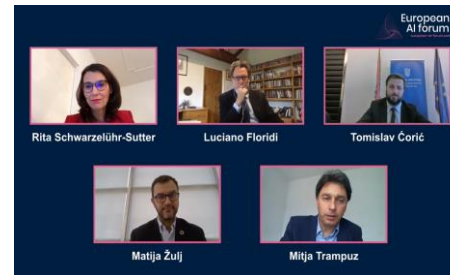 European
AI forum
Rita Schwarzelühr-Sutter
Luciano Floridi
Tomislav Ćorić
Matija Žulj
Mitja Trampuz